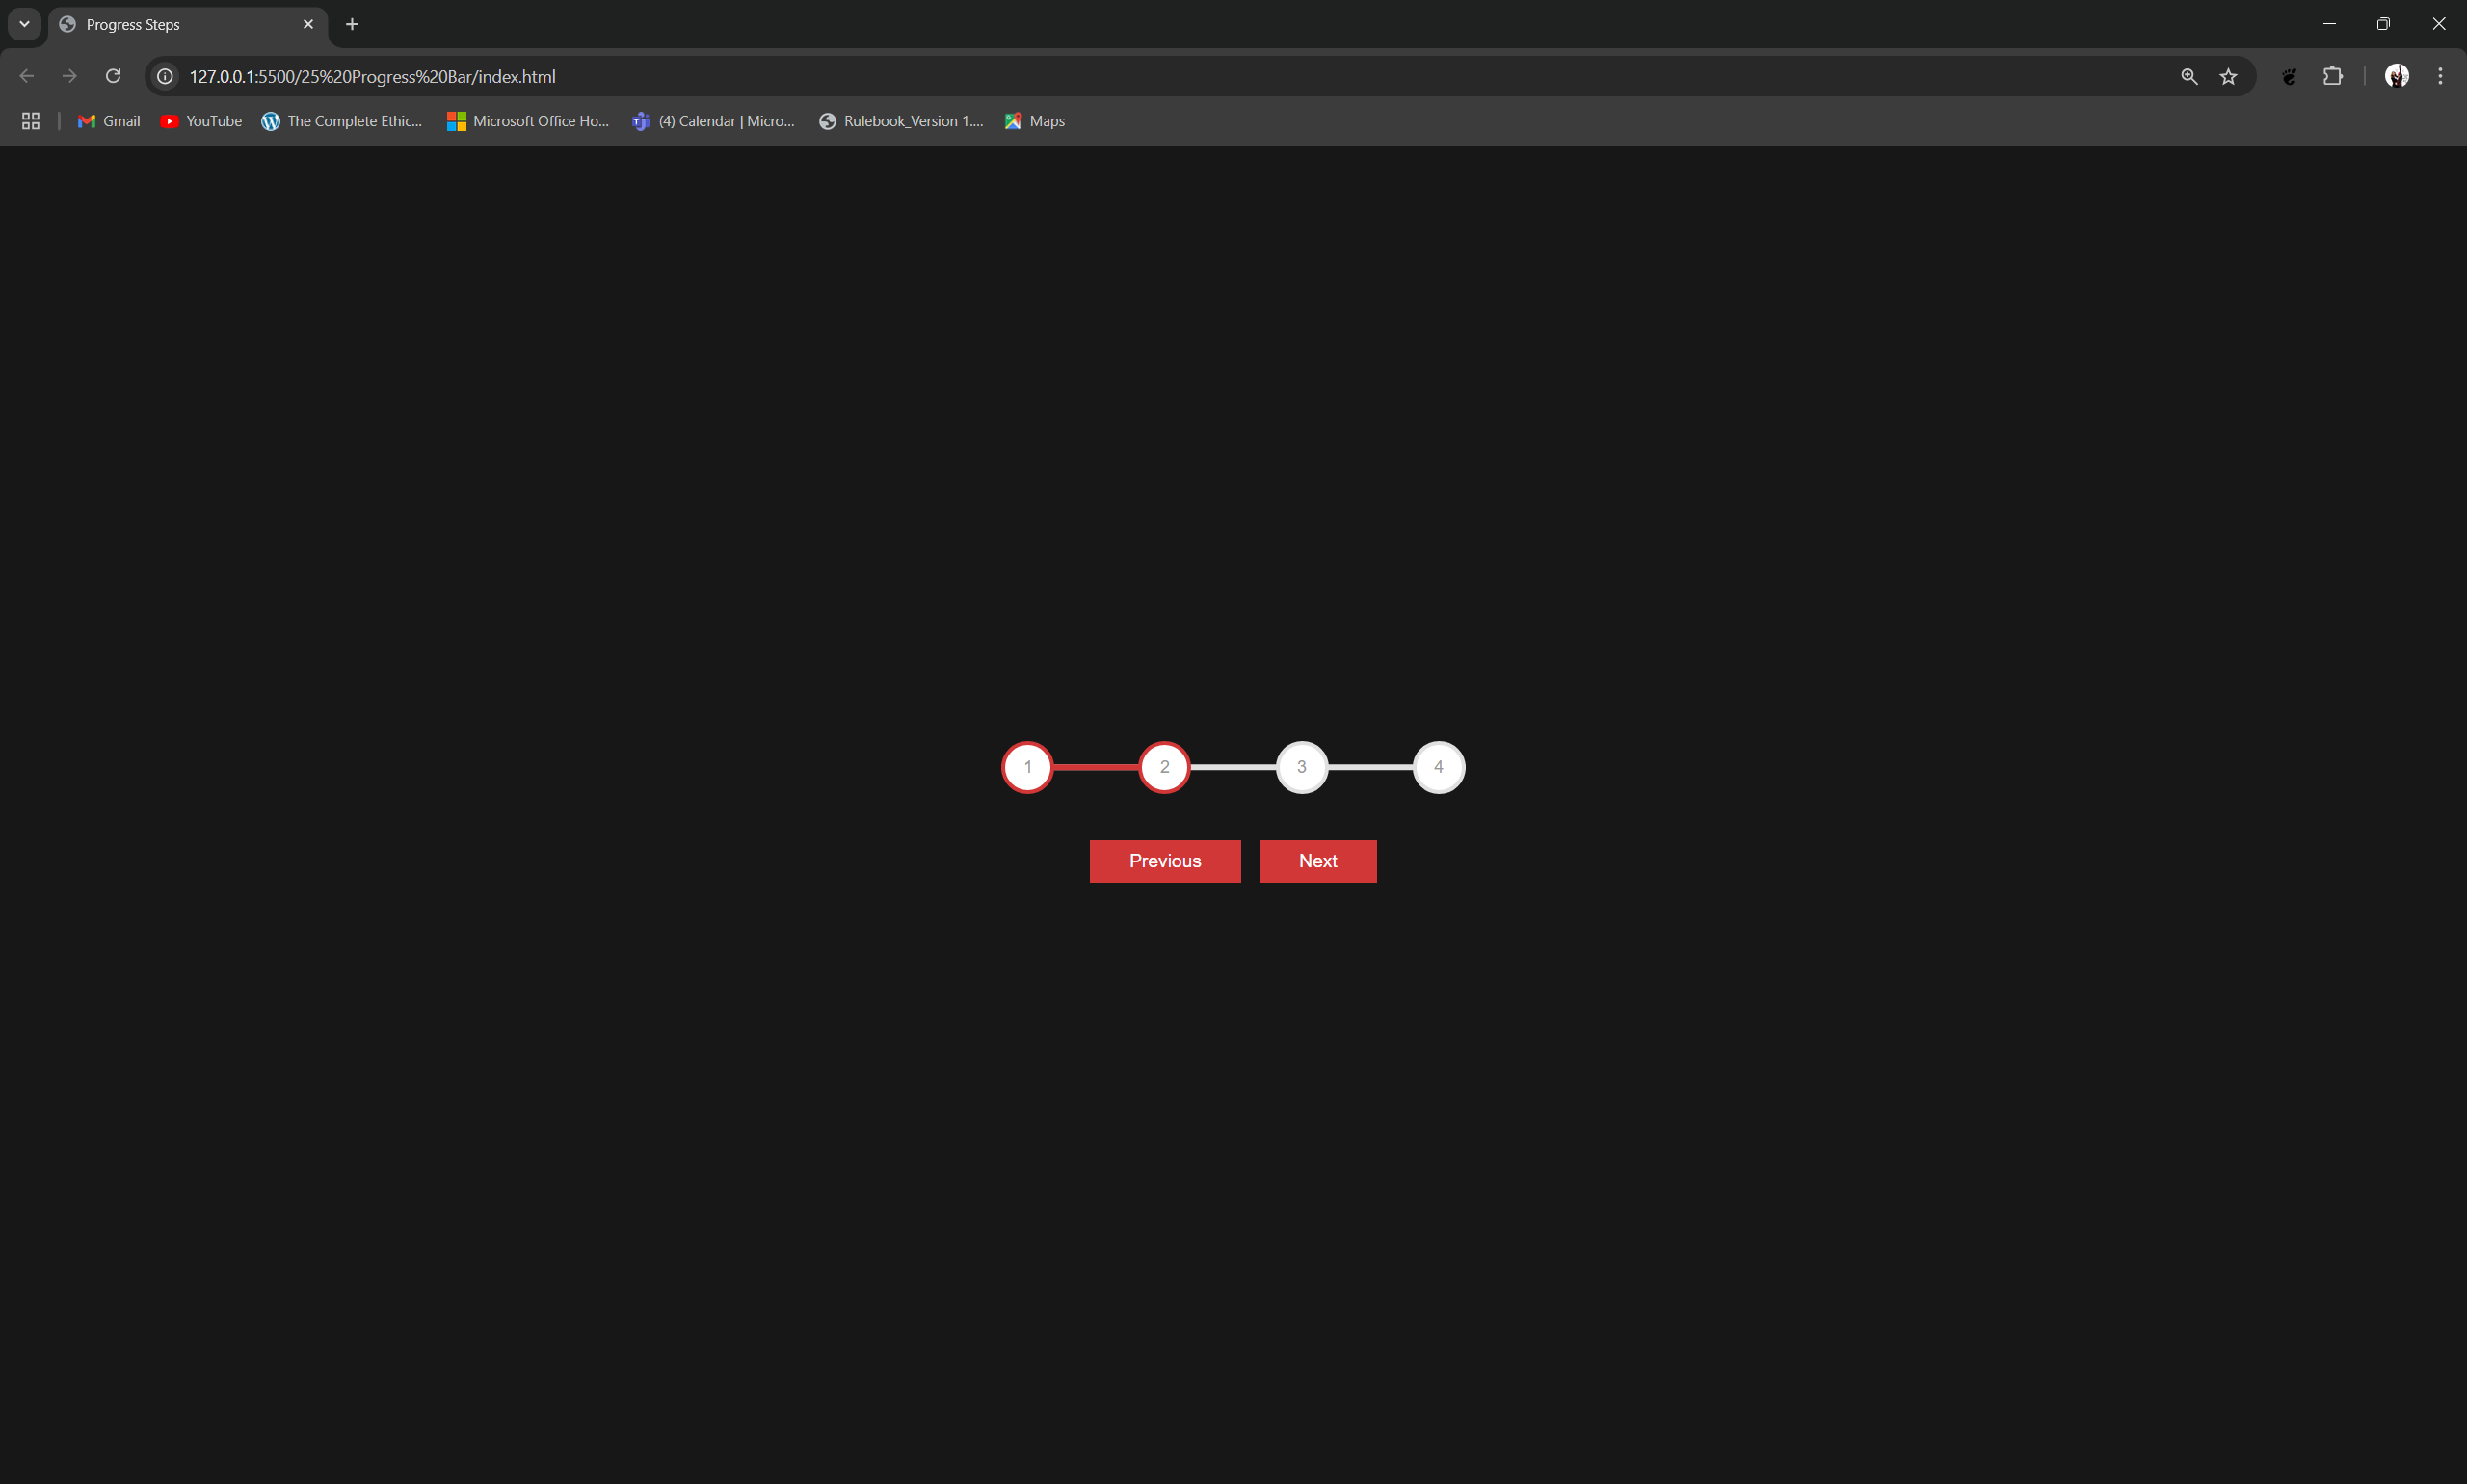 Progress Steps
127.0.0.1:5500/25%20Progress%20Bar/index.html
Gmail YouTube The Complete Ethic... Microsoft Office Ho... (4) Calendar | Micro... Rulebook_Version 1.... Maps
1 2 3 4
Previous Next